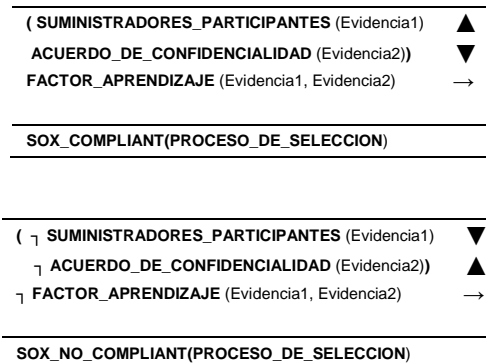 ( SUMINISTRADORES_PARTICIPANTES (Evidencia1) ▲
ACUERDO_DE_CONFIDENCIALIDAD (Evidencia2)) ▼
FACTOR_APRENDIZAJE (Evidencia1, Evidencia2) →
SOX_COMPLIANT(PROCESO_DE_SELECCION)
( ┐ SUMINISTRADORES_PARTICIPANTES (Evidencia1) ▼
┐ ACUERDO_DE_CONFIDENCIALIDAD (Evidencia2)) ▲
┐ FACTOR_APRENDIZAJE (Evidencia1, Evidencia2) →
SOX_NO_COMPLIANT(PROCESO_DE_SELECCION)